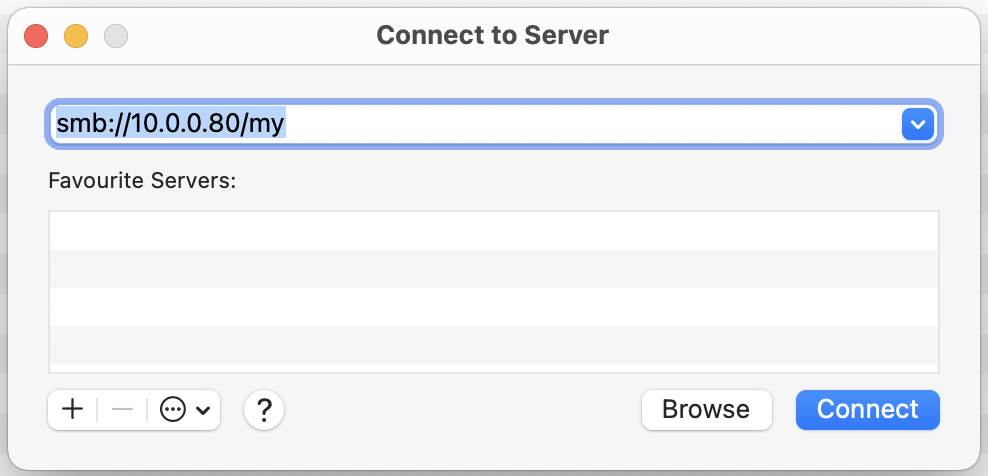 Connect to Server
smb://10.0.0.80/my
Favourite Servers:
?
Browse
Connect